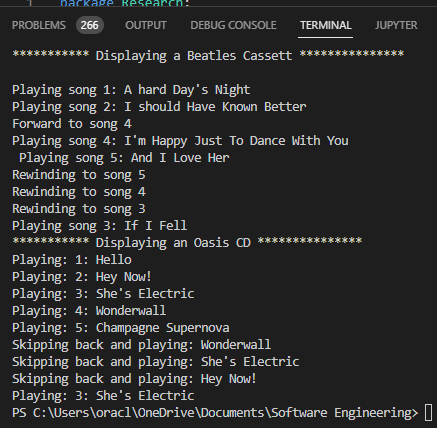 1 package Research;
PROBLEMS 266 OUTPUT DEBUG CONSOLE TERMINAL JUPYTER
*********** Displaying a Beatles Cassett ***************
Playing song 1: A hard Day's Night
Playing song 2: I should Have Known Better
Forward to song 4
Playing song 4: I'm Happy Just To Dance With You
Playing song 5: And I Love Her
Rewinding to song 5
Rewinding to song 4
Rewinding to song 3
Playing song 3: If I Fell
*********** Displaying an Oasis CD ***************
Playing: 1: Hello
Playing: 2: Hey Now!
Playing: 3: She's Electric
Playing: 4: Wonderwall
Playing: 5: Champagne Supernova
Skipping back and playing: Wonderwall
Skipping back and playing: She's Electric
Skipping back and playing: Hey Now!
Playing: 3: She's Electric
PS C:\Users\oracl\OneDrive\Documents\Software Engineering>